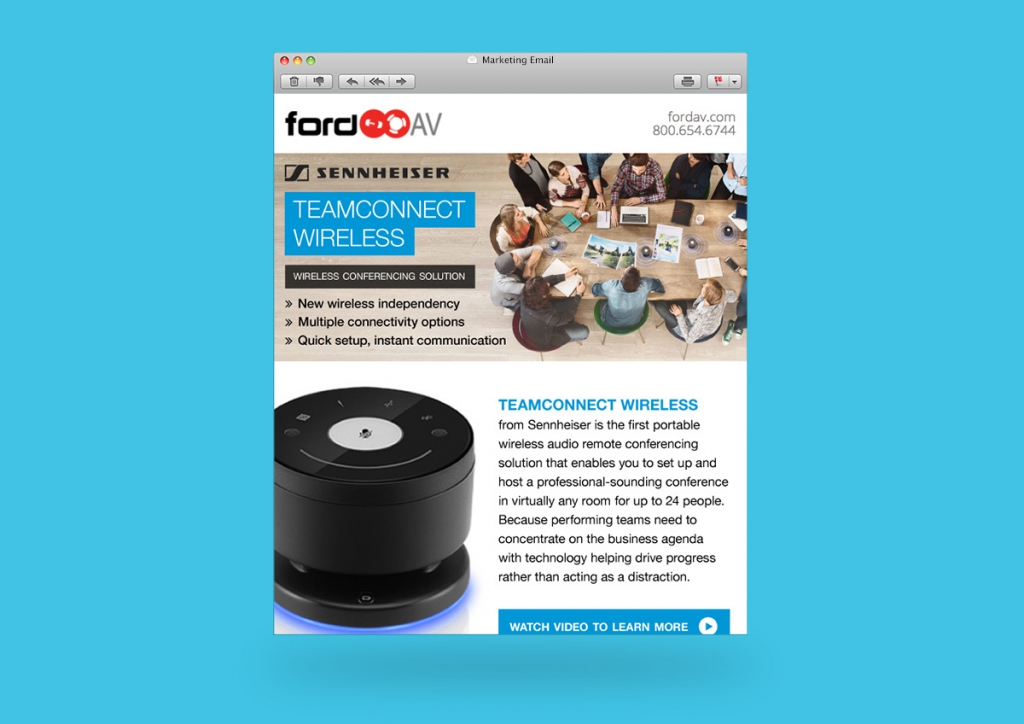 Marketing Email
ford AV
fordav.com
800.654.6744
SENNHEISER
TEAMCONNECT
WIRELESS
WIRELESS CONFERENCING SOLUTION
» New wireless independency
» Multiple connectivity options
» Quick setup, instant communication
TEAMCONNECT WIRELESS
from Sennheiser is the first portable
wireless audio remote conferencing
solution that enables you to set up and
host a professional-sounding conference
in virtually any room for up to 24 people.
Because performing teams need to
concentrate on the business agenda
with technology helping drive progress
rather than acting as a distraction.
WATCH VIDEO TO LEARN MORE